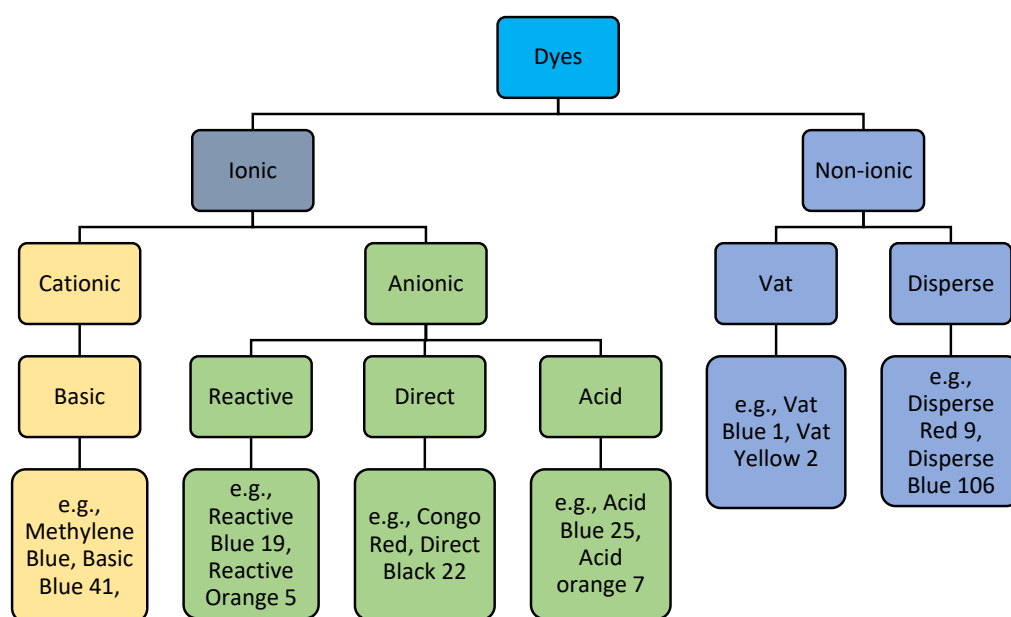 Dyes
Ionic
Non-ionic
Cationic
Anionic
Vat
Disperse
Basic
Reactive
Direct
Acid
e.g., Vat
Blue 1, Vat
Yellow 2
e.g.,
Disperse
Red 9,
Disperse
Blue 106
e.g.,
Methylene
Blue, Basic
Blue 41,
e.g.,
Reactive
Blue 19,
Reactive
Orange 5
e.g., Congo
Red, Direct
Black 22
e.g., Acid
Blue 25,
Acid
orange 7